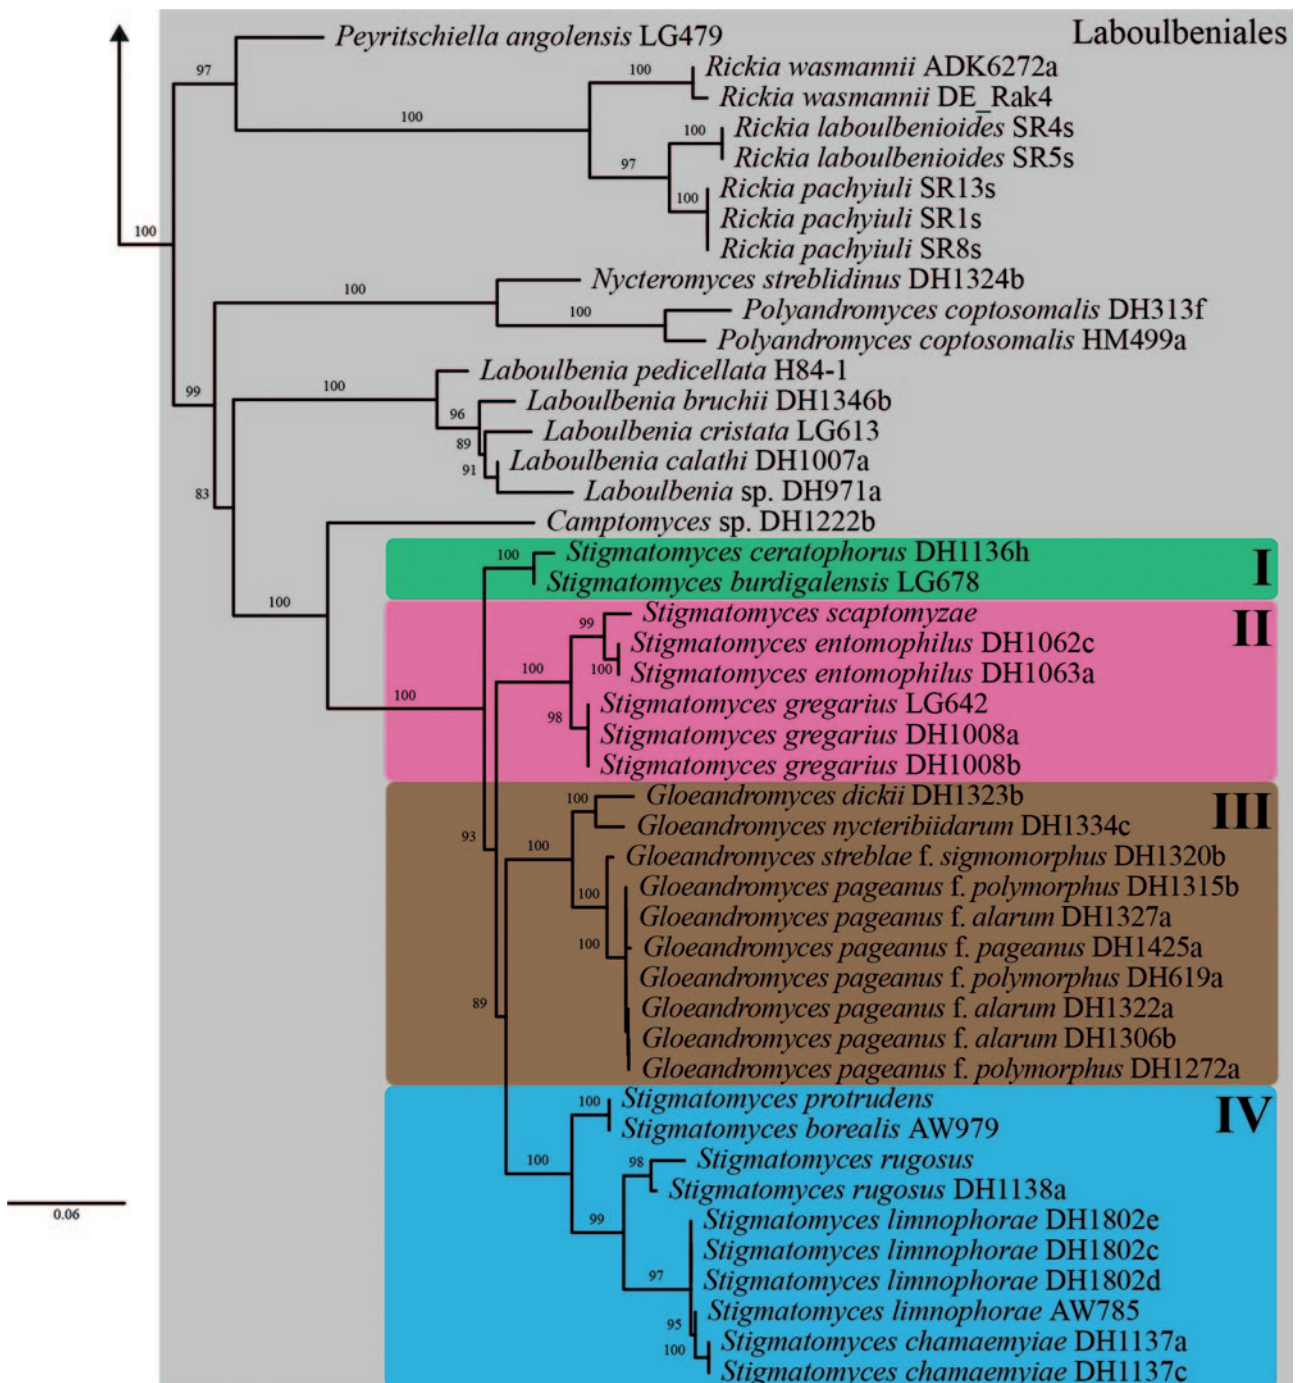 Laboulbeniales
Peyritschiella angolensis LG479
97
Rickia wasmannii ADK6272a
100
Rickia wasmannii DE_Rak4
100
Rickia laboulbenioides SR4s
100
Rickia laboulbenioides SR5s
97
Rickia pachyiuli SR13s
100
Rickia pachyiuli SR1s
100
Rickia pachyiuli SR8s
Nycteromyces streblidinus DH1324b
100
Polyandromyces coptosomalis DH313f
100
Polyandromyces coptosomalis HM499a
Laboulbenia pedicellata H84-1
100
99
Laboulbenia bruchii DH1346b
96
Laboulbenia cristata LG613
89
Laboulbenia calathi DH1007a
91
Laboulbenia sp. DH971a
83
Camptomyces sp. DH1222b
Stigmatomyces ceratophorus DH1136h
100
I
Stigmatomyces burdigalensis LG678
100
Stigmatomyces scaptomyzae
99
II
Stigmatomyces entomophilus DH1062c
100
100
Stigmatomyces entomophilus DH1063a
100
Stigmatomyces gregarius LG642
98
Stigmatomyces gregarius DH1008a
Stigmatomyces gregarius DH1008b
Gloeandromyces dickii DH1323b
100
III
Gloeandromyces nycteribiidarum DH1334c
93
100
Gloeandromyces streblae f. sigmomorphus DH1320b
Gloeandromyces pageanus f. polymorphus DH1315b
100
Gloeandromyces pageanus f. alarum DH1327a
100
Gloeandromyces pageanus f. pageanus DH1425a
Gloeandromyces pageanus f. polymorphus DH619a
89
Gloeandromyces pageanus f. alarum DH1322a
Gloeandromyces pageanus f. alarum DH1306b
Gloeandromyces pageanus f. polymorphus DH1272a
Stigmatomyces protrudens
100
IV
Stigmatomyces borealis AW979
100
Stigmatomyces rugosus
98
Stigmatomyces rugosus DH1138a
0.06
99
Stigmatomyces limnophorae DH1802e
Stigmatomyces limnophorae DH1802c
97
Stigmatomyces limnophorae DH1802d
Stigmatomyces limnophorae AW785
95
Stigmatomyces chamaemyiae DH1137a
100
Stigmatomyces chamaemyiae DH1137c